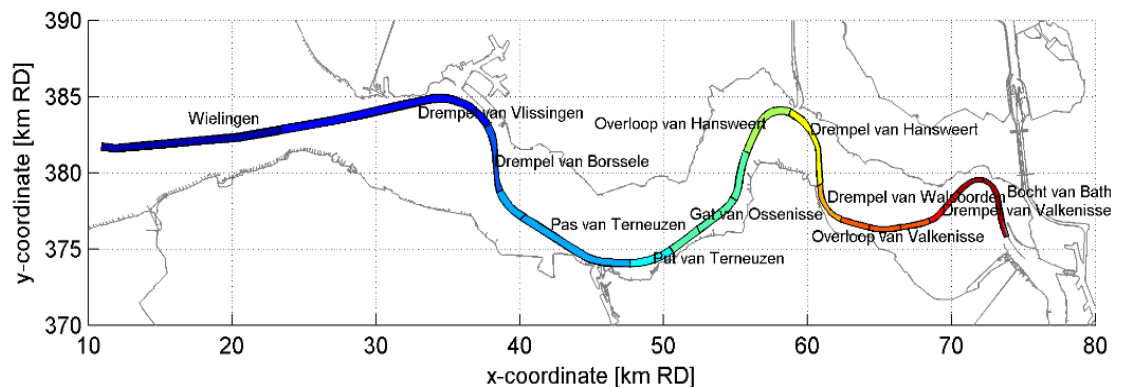 390
385
380
375
370
y-coordinate [km RD]
Wielingen
Drempel van Vlissingen
Overloop van Hansweert
Drempel van Hansweert
Drempel van Borssele
Drempel van Walsoorden
Bocht van Bath
Drempel van Valkenisse
Gat van Ossenisse
Pas van Terneuzen
Overloop van Valkenisse
Put van Terneuzen
10 20 30 40 50 60 70 80
x-coordinate [km RD]